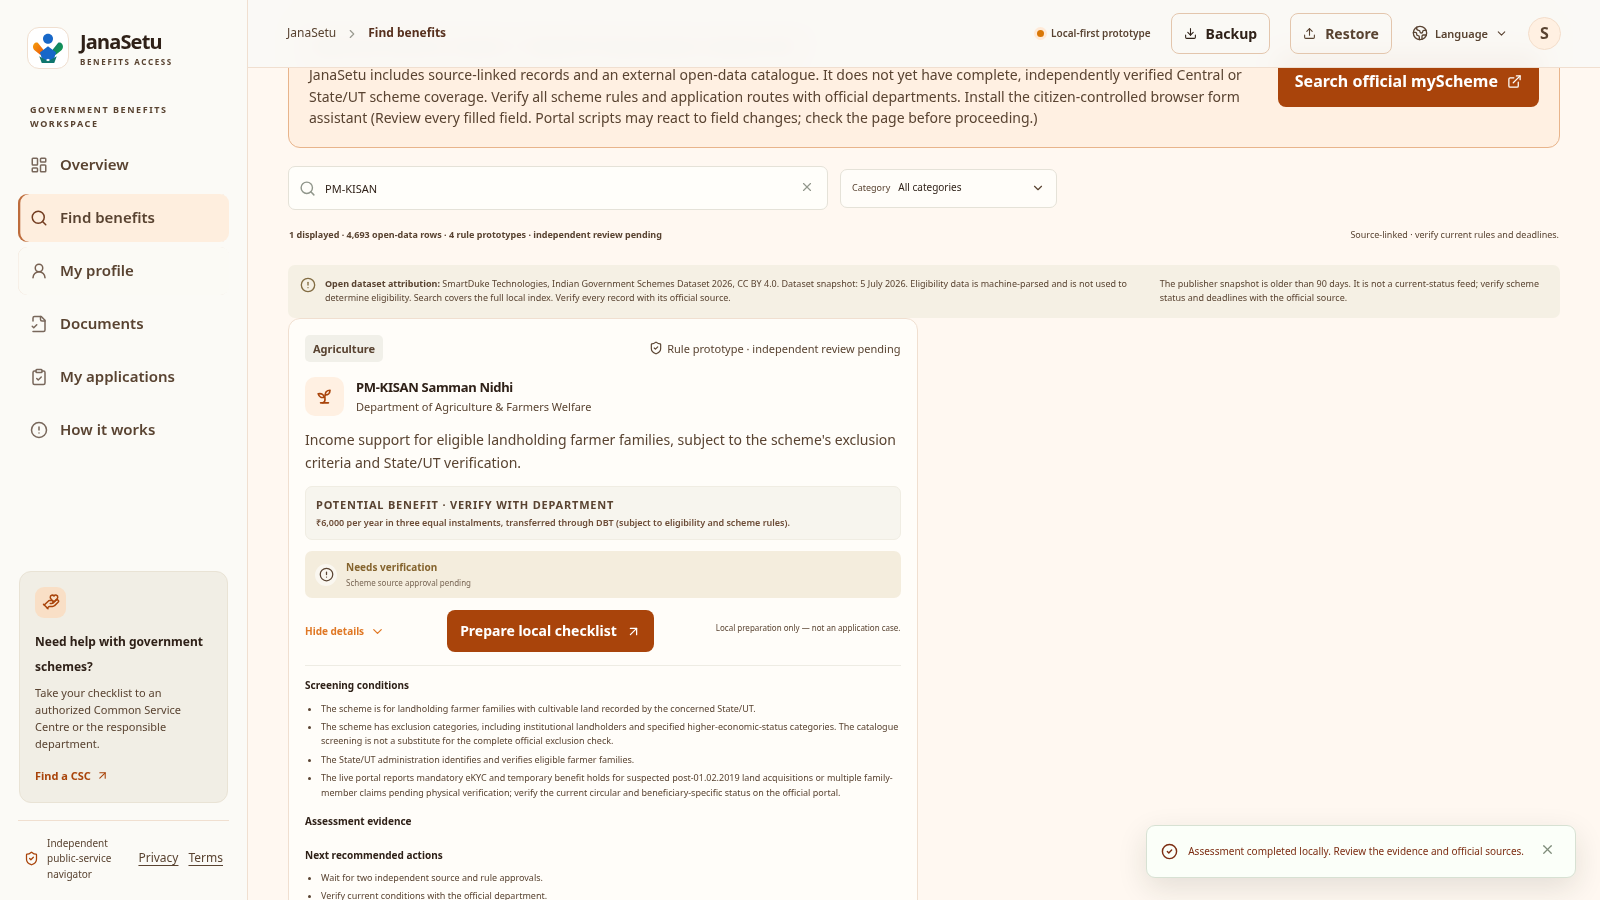 JanaSetu
BENEFITS ACCESS
GOVERNMENT BENEFITS
WORKSPACE
Overview
Find benefits
My profile
Documents
My applications
How it works
Need help with government
schemes?
Take your checklist to an
authorized Common Service
Centre or the responsible
department.
Find a CSC
Independent
public-service
navigator
Privacy Terms
JanaSetu Find benefits
Local-first prototype
Backup
Restore
Language
S
JanaSetu includes source-linked records and an external open-data catalogue. It does not yet have complete, independently verified Central or
State/UT scheme coverage. Verify all scheme rules and application routes with official departments. Install the citizen-controlled browser form
assistant (Review every filled field. Portal scripts may react to field changes; check the page before proceeding.)
Search official myScheme
PM-KISAN
Category All categories
1 displayed · 4,693 open-data rows · 4 rule prototypes · independent review pending
Source-linked · verify current rules and deadlines.
Open dataset attribution: SmartDuke Technologies, Indian Government Schemes Dataset 2026, CC BY 4.0. Dataset snapshot: 5 July 2026. Eligibility data is machine-parsed and is not used to
determine eligibility. Search covers the full local index. Verify every record with its official source.
The publisher snapshot is older than 90 days. It is not a current-status feed; verify scheme
status and deadlines with the official source.
Agriculture
Rule prototype · independent review pending
PM-KISAN Samman Nidhi
Department of Agriculture & Farmers Welfare
Income support for eligible landholding farmer families, subject to the scheme's exclusion
criteria and State/UT verification.
POTENTIAL BENEFIT · VERIFY WITH DEPARTMENT
₹6,000 per year in three equal instalments, transferred through DBT (subject to eligibility and scheme rules).
Needs verification
Scheme source approval pending
Hide details
Prepare local checklist
Local preparation only — not an application case.
Screening conditions
• The scheme is for landholding farmer families with cultivable land recorded by the concerned State/UT.
• The scheme has exclusion categories, including institutional landholders and specified higher-economic-status categories. The catalogue
screening is not a substitute for the complete official exclusion check.
• The State/UT administration identifies and verifies eligible farmer families.
• The live portal reports mandatory eKYC and temporary benefit holds for suspected post-01.02.2019 land acquisitions or multiple family-
member claims pending physical verification; verify the current circular and beneficiary-specific status on the official portal.
Assessment evidence
Next recommended actions
• Wait for two independent source and rule approvals.
• Verify current conditions with the official department.
Assessment completed locally. Review the evidence and official sources.